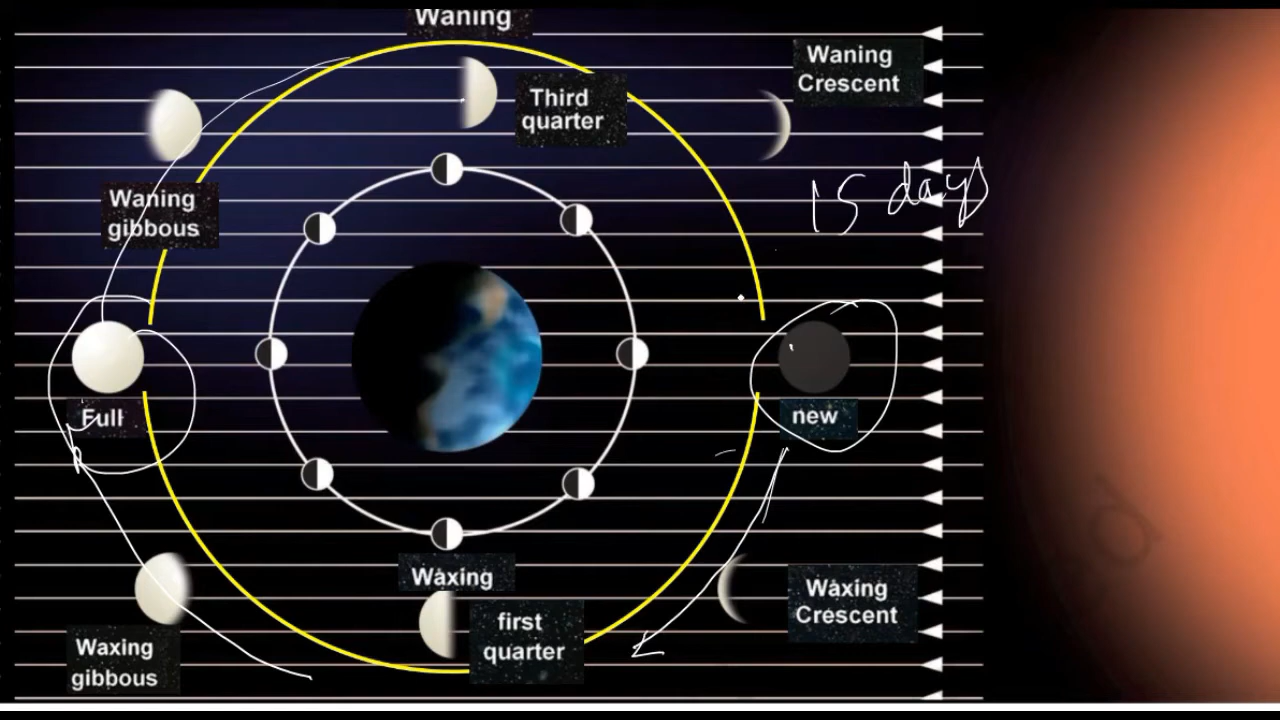 Waning
Waning
Crescent
Third
quarter
15 days
Waning
gibbous
Full
new
Waxing
first
quarter
Waxing
Crescent
Waxing
gibbous